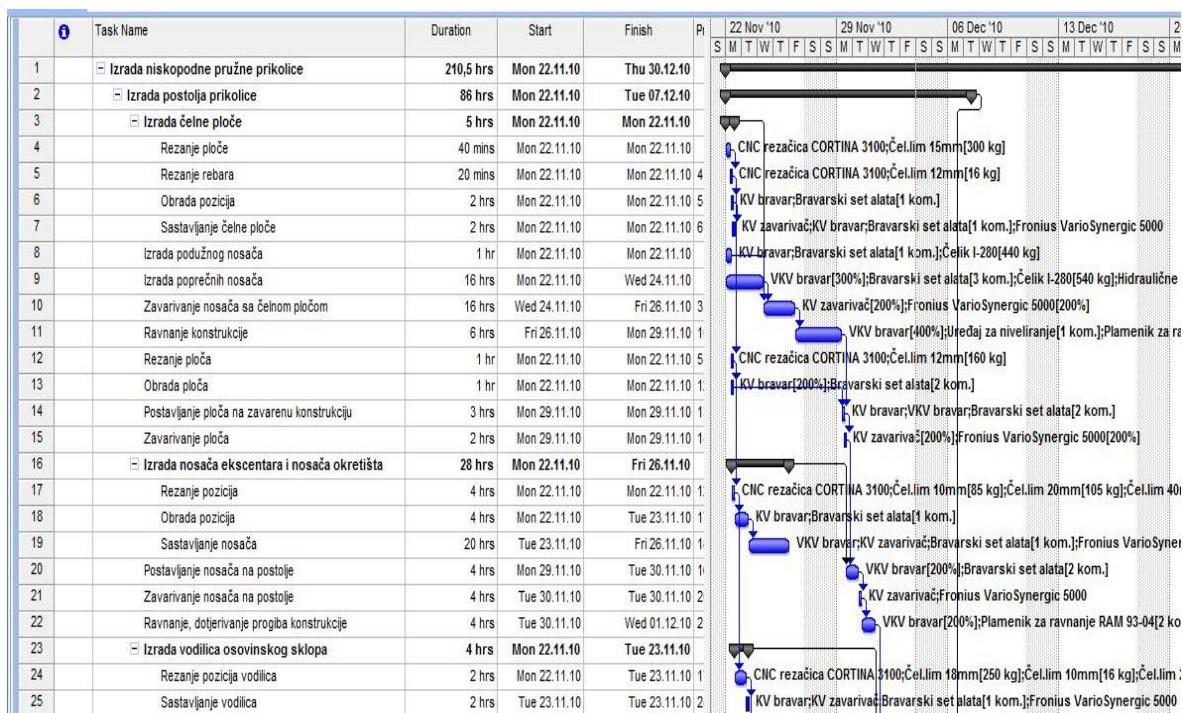 Task Name Duration Start Finish
22 Nov '10 29 Nov '10 06 Dec '10 13 Dec '10
S M T W T F S S M T W T F S S M T W T F S S M T W T F S S M
1 Izrada niskopodne pružne prikolice 210,5 hrs Mon 22.11.10 Thu 30.12.10
2 Izrada postolja prikolice 86 hrs Mon 22.11.10 Tue 07.12.10
3 Izrada čelne ploče 5 hrs Mon 22.11.10 Mon 22.11.10
4 Rezanje ploče 40 mins Mon 22.11.10 Mon 22.11.10 CNC rezačica CORTINA 3100;Čel.lim 15mm[300 kg]
5 Rezanje rebara 20 mins Mon 22.11.10 Mon 22.11.10 4 CNC rezačica CORTINA 3100;Čel.lim 12mm[16 kg]
6 Obrada pozicija 2 hrs Mon 22.11.10 Mon 22.11.10 5 KV bravar;Bravarski set alata[1 kom.]
7 Sastavljanje čelne ploče 2 hrs Mon 22.11.10 Mon 22.11.10 6 KV zavarivač;KV bravar;Bravarski set alata[1 kom.];Fronius VarioSynergic 5000
8 Izrada podužnog nosača 1 hr Mon 22.11.10 Mon 22.11.10 KV bravar;Bravarski set alata[1 kom.];Čelik I-280[440 kg]
9 Izrada poprečnih nosača 16 hrs Mon 22.11.10 Wed 24.11.10 VKV bravar[300%];Bravarski set alata[3 kom.];Čelik I-280[540 kg];Hidraulične
10 Zavarivanje nosača sa čelnom pločom 16 hrs Wed 24.11.10 Fri 26.11.10 3 KV zavarivač[200%];Fronius VarioSynergic 5000[200%]
11 Ravnanje konstrukcije 6 hrs Fri 26.11.10 Mon 29.11.10 1 VKV bravar[400%];Uređaj za niveliranje[1 kom.];Plamenik za ra
12 Rezanje ploča 1 hr Mon 22.11.10 Mon 22.11.10 5 CNC rezačica CORTINA 3100;Čel.lim 12mm[160 kg]
13 Obrada ploča 1 hr Mon 22.11.10 Mon 22.11.10 1 KV bravar[200%];Bravarski set alata[2 kom.]
14 Postavljanje ploča na zavarenu konstrukciju 3 hrs Mon 29.11.10 Mon 29.11.10 1 KV bravar;VKV bravar;Bravarski set alata[2 kom.]
15 Zavarivanje ploča 2 hrs Mon 29.11.10 Mon 29.11.10 1 KV zavarivač[200%];Fronius VarioSynergic 5000[200%]
16 Izrada nosača ekscentara i nosača okretišta 28 hrs Mon 22.11.10 Fri 26.11.10
17 Rezanje pozicija 4 hrs Mon 22.11.10 Mon 22.11.10 1 CNC rezačica CORTINA 3100;Čel.lim 10mm[85 kg];Čel.lim 20mm[105 kg];Čel.lim 40
18 Obrada pozicija 4 hrs Mon 22.11.10 Tue 23.11.10 1 KV bravar;Bravarski set alata[1 kom.]
19 Sastavljanje nosača 20 hrs Tue 23.11.10 Fri 26.11.10 1 VKV bravar;KV zavarivač;Bravarski set alata[1 kom.];Fronius VarioSyner
20 Postavljanje nosača na postolje 4 hrs Mon 29.11.10 Tue 30.11.10 1 VKV bravar[200%];Bravarski set alata[2 kom.]
21 Zavarivanje nosača na postolje 4 hrs Tue 30.11.10 Tue 30.11.10 2 KV zavarivač;Fronius VarioSynergic 5000
22 Ravnanje, dotjerivanje progiba konstrukcije 4 hrs Tue 30.11.10 Wed 01.12.10 2 VKV bravar[200%];Plamenik za ravnanje RAM 93-04[2 ko
23 Izrada vodilica osovinskog sklopa 4 hrs Mon 22.11.10 Tue 23.11.10
24 Rezanje pozicija vodilica 2 hrs Mon 22.11.10 Tue 23.11.10 1 CNC rezačica CORTINA 3100;Čel.lim 18mm[250 kg];Čel.lim 10mm[16 kg];Čel.lim
25 Sastavljanje vodilica 2 hrs Tue 23.11.10 Tue 23.11.10 2 KV bravar;KV zavarivač;Bravarski set alata[1 kom.];Fronius VarioSynergic 5000